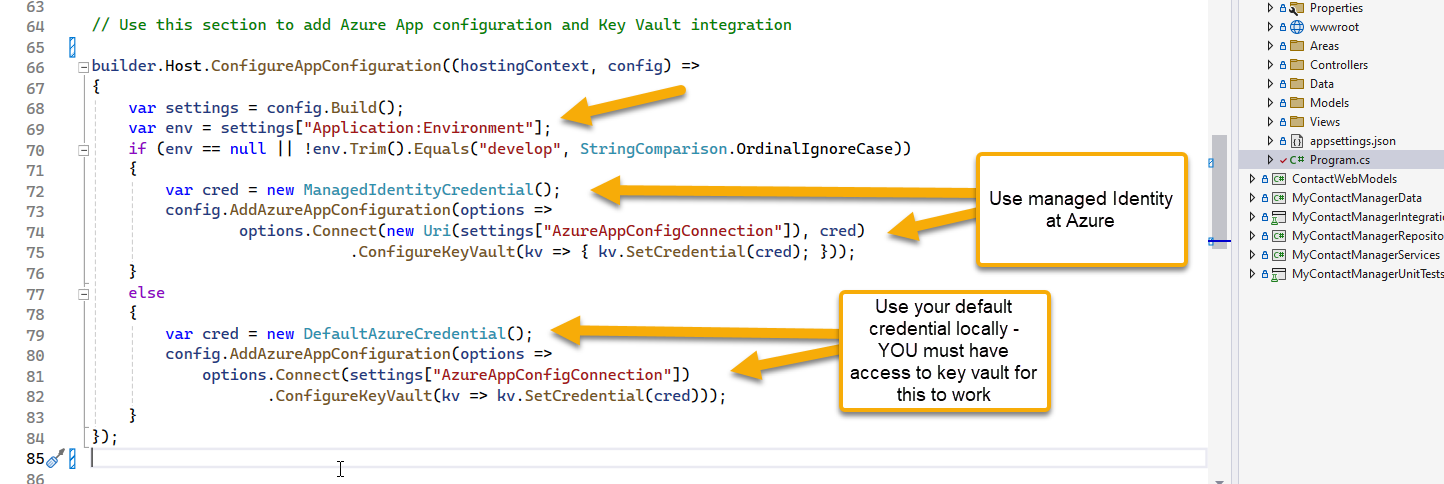 63
64 // Use this section to add Azure App configuration and Key Vault integration
65
66 builder.Host.ConfigureAppConfiguration((hostingContext, config) =>
67 {
68 var settings = config.Build();
69 var env = settings["Application:Environment"];
70 if (env == null || !env.Trim().Equals("develop", StringComparison.OrdinalIgnoreCase))
71 {
72 var cred = new ManagedIdentityCredential();
73 config.AddAzureAppConfiguration(options =>
74 options.Connect(new Uri(settings["AzureAppConfigConnection"]), cred)
75 .ConfigureKeyVault(kv => { kv.SetCredential(cred); }));
76 }
77 else
78 {
79 var cred = new DefaultAzureCredential();
80 config.AddAzureAppConfiguration(options =>
81 options.Connect(settings["AzureAppConfigConnection"])
82 .ConfigureKeyVault(kv => kv.SetCredential(cred)));
83 }
84 });
85
86
Use managed Identity
at Azure
Use your default
credential locally -
YOU must have
access to key vault for
this to work
Properties
wwwroot
Areas
Controllers
Data
Models
Views
appsettings.json
C# Program.cs
C# ContactWebModels
C# MyContactManagerData
MyContactManagerIntegratio
C# MyContactManagerReposito
C# MyContactManagerServices
MyContactManagerUnitTests